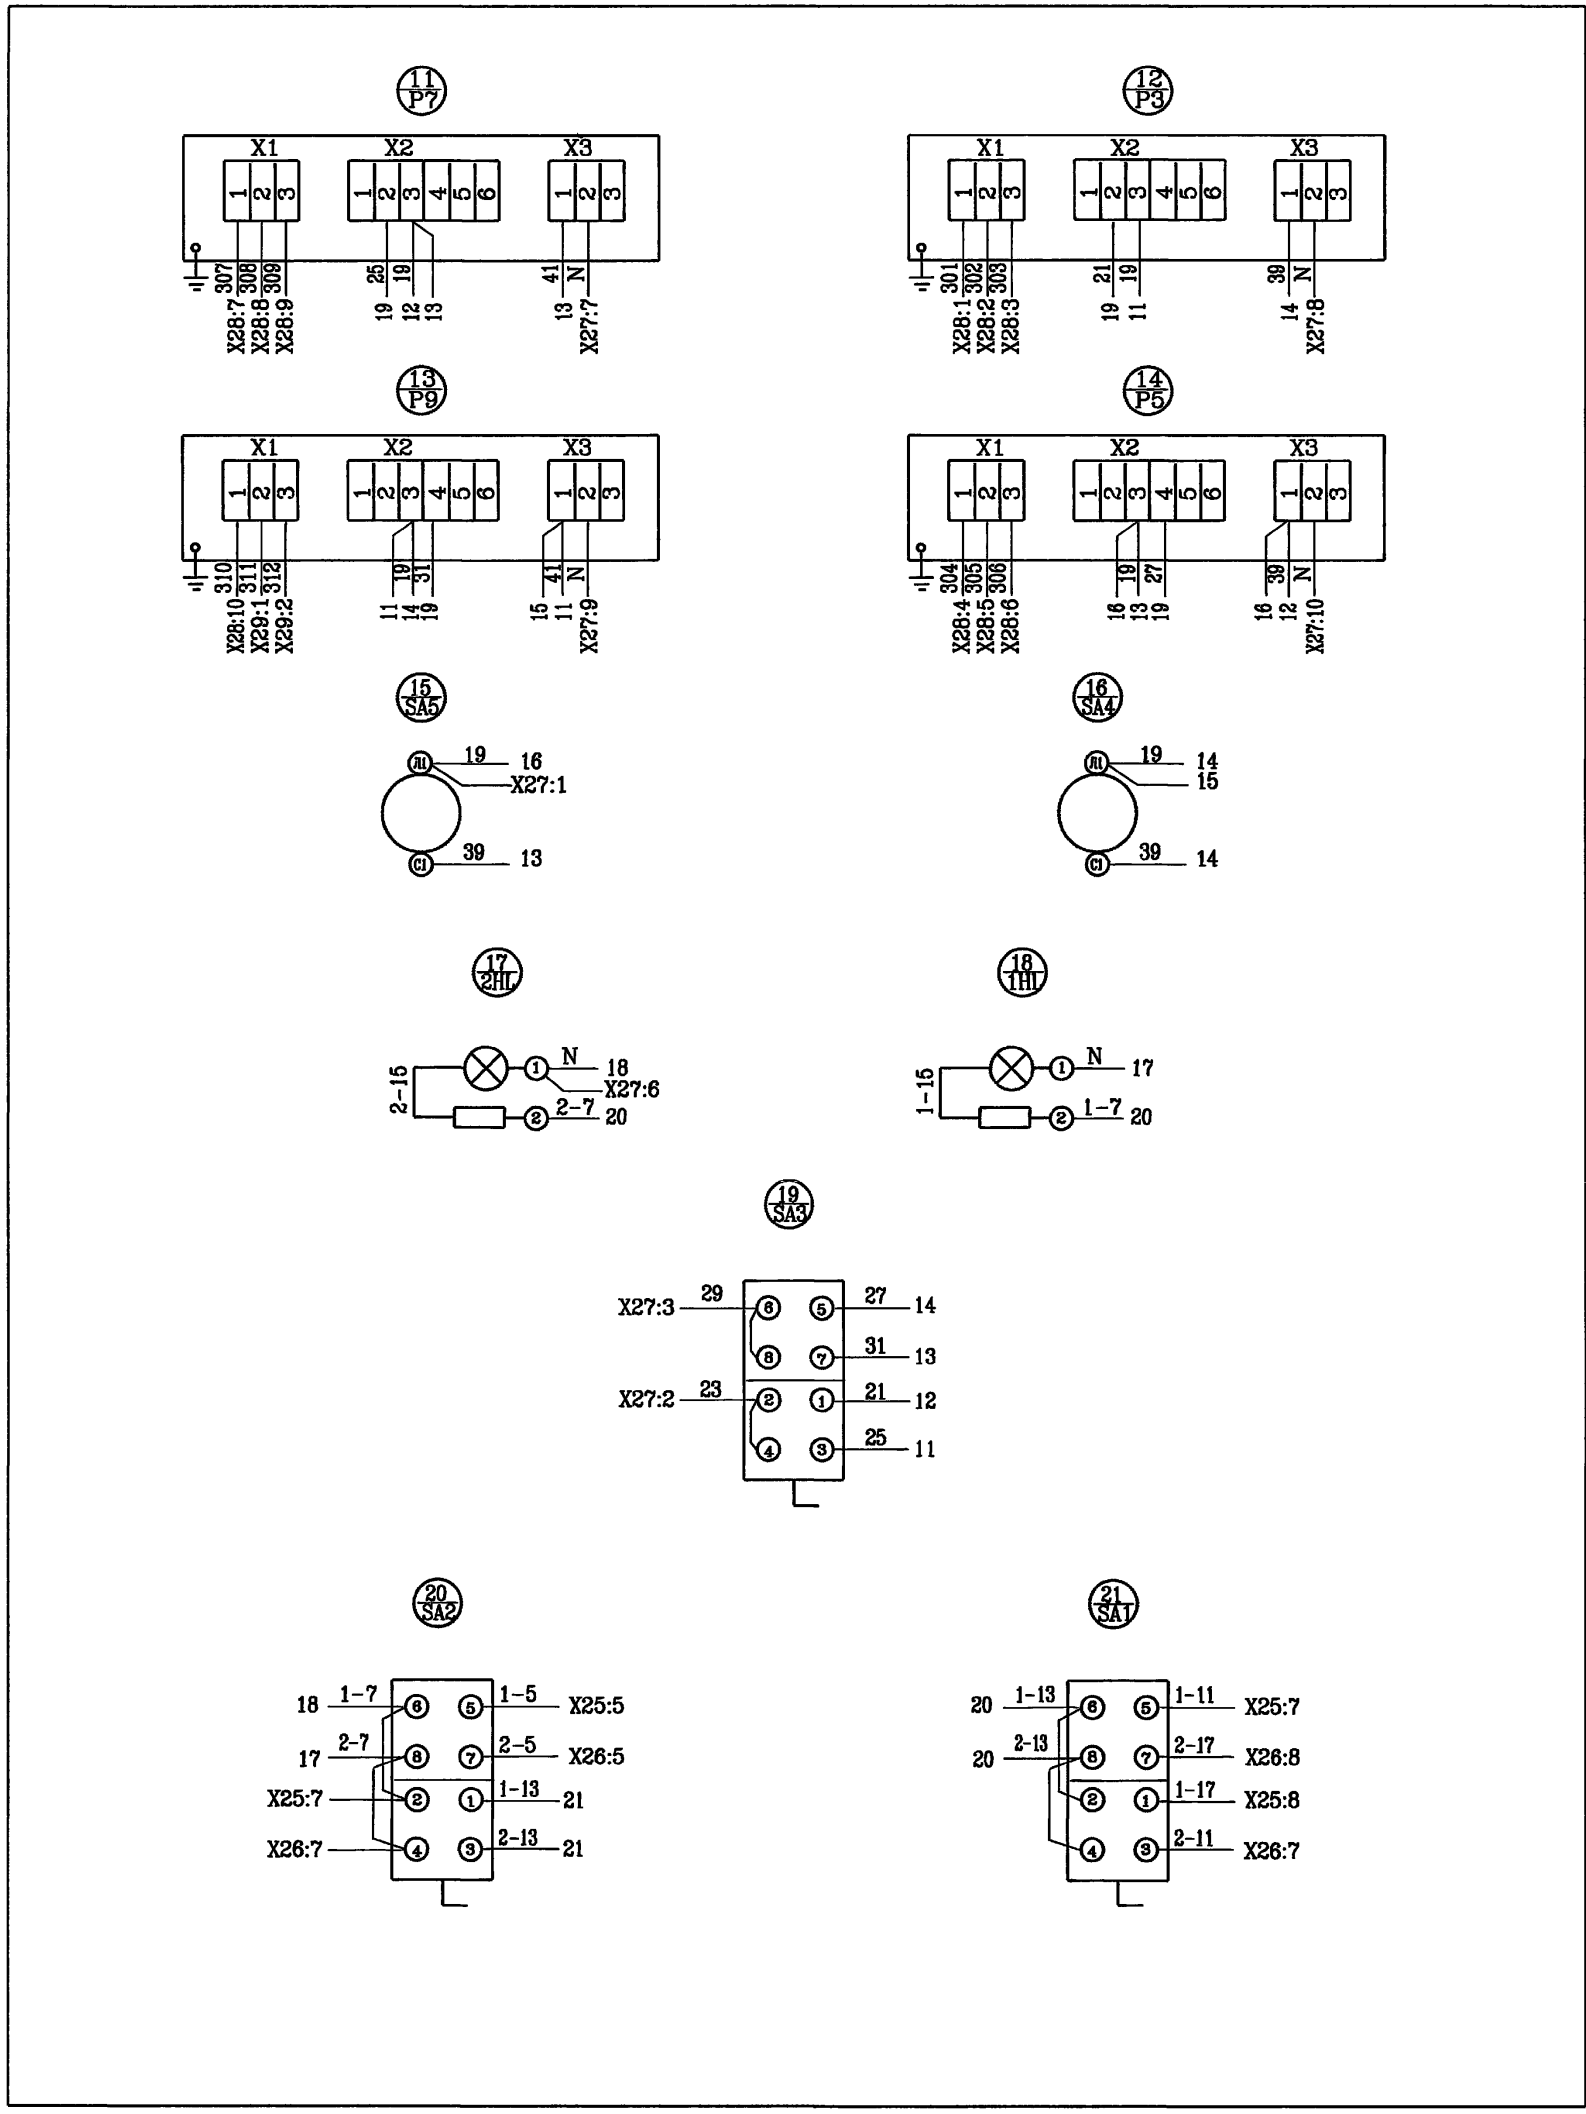 11 12
P7 P3
X1 X2 X3 X1 X2 X3
1 2 3 1 2 3 4 5 6 1 2 3 1 2 3 1 2 3 4 5 6 1 2 3
307 308 309 25 19 41 N 301 302 303 21 19 39 N
X28:7 X28:8 X28:9 19 12 13 13 X27:7 X28:1 X28:2 X28:3 19 11 14 X27:8
13 14
P9 P5
X1 X2 X3 X1 X2 X3
1 2 3 1 2 3 4 5 6 1 2 3 1 2 3 1 2 3 4 5 6 1 2 3
310 311 312 19 31 41 N 304 305 306 19 27 39 N
X28:10 X29:1 X29:2 11 14 19 15 11 X27:9 X28:4 X28:5 X28:6 16 13 19 16 12 X27:10
15 16
SA5 SA4
Л1 19 16 Л1 19 14
X27:1 15
C1 39 13 C1 39 14
17 18
2HL 1HL
2-15 1 N 18 1-15 1 N 17
X27:6
2 2-7 20 2 1-7 20
19
SA3
X27:3 29 6 5 27 14
8 7 31 13
X27:2 23 2 1 21 12
4 3 25 11
20 21
SA2 SA1
18 1-7 6 5 1-5 X25:5 20 1-13 6 5 1-11 X25:7
17 2-7 8 7 2-5 X26:5 20 2-13 8 7 2-17 X26:8
X25:7 2 1 1-13 21 2 1 1-17 X25:8
X26:7 4 3 2-13 21 4 3 2-11 X26:7